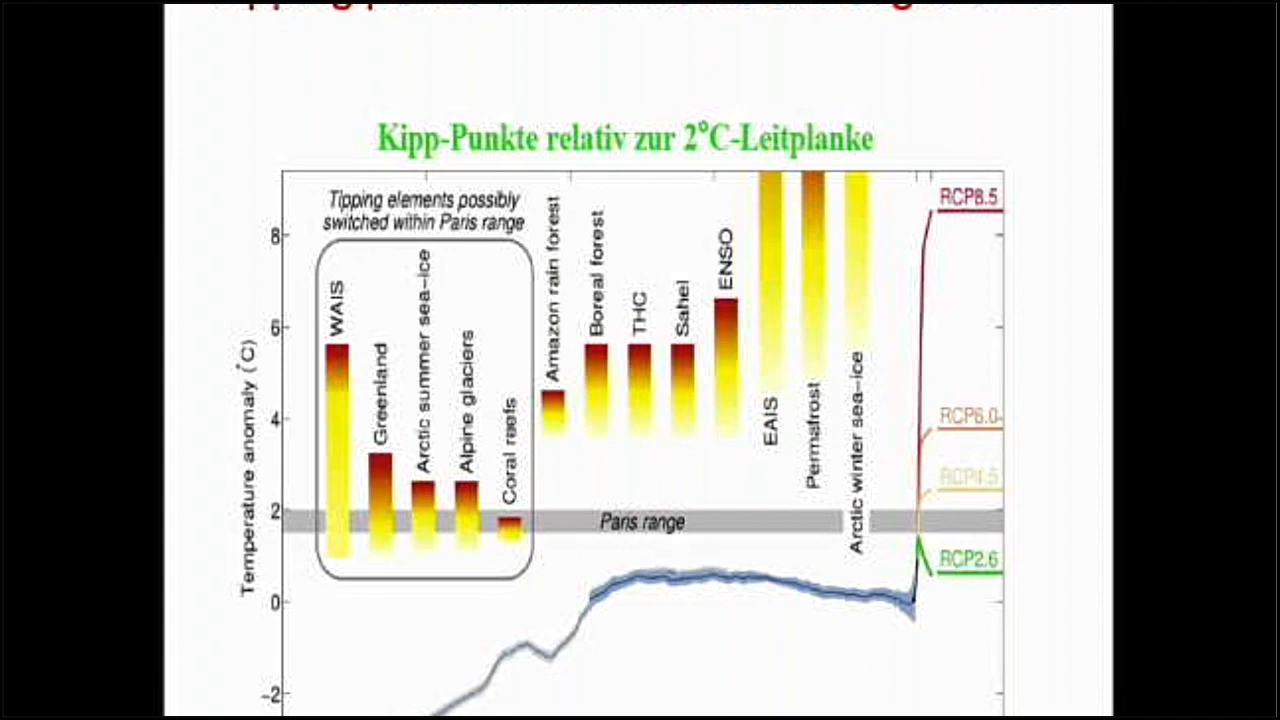 Kipp-Punkte relativ zur 2°C-Leitplanke
Tipping elements possibly
switched within Paris range
WAIS
Greenland
Arctic summer sea-ice
Alpine glaciers
Coral reefs
Amazon rain forest
Boreal forest
THC
Sahel
ENSO
EAIS
Permafrost
Arctic winter sea-ice
RCP8.5
RCP6.0
RCP4.5
RCP2.6
Paris range
Temperature anomaly (°C)
8
6
4
2
0
-2